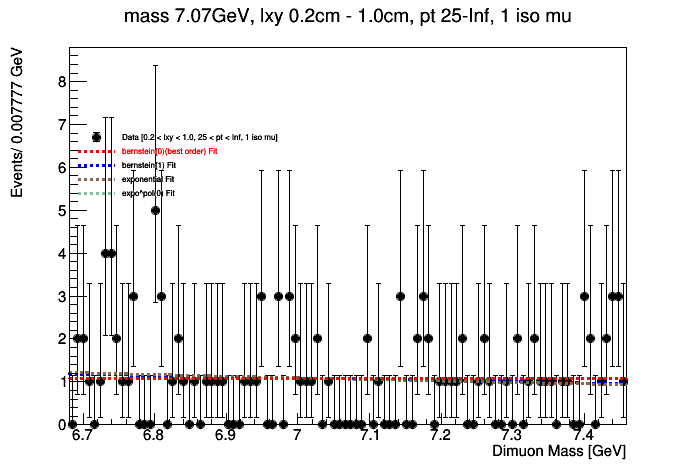 mass 7.07GeV, lxy 0.2cm - 1.0cm, pt 25-Inf, 1 iso mu
Events/ 0.007777 GeV
8
7
6
5
4
3
2
1
0
Data [0.2 < lxy < 1.0, 25 < pt < Inf, 1 iso mu]
bernstein[0](best order) Fit
bernstein[1] Fit
exponential Fit
expo*pol[0] Fit
6.7 6.8 6.9 7 7.1 7.2 7.3 7.4
Dimuon Mass [GeV]